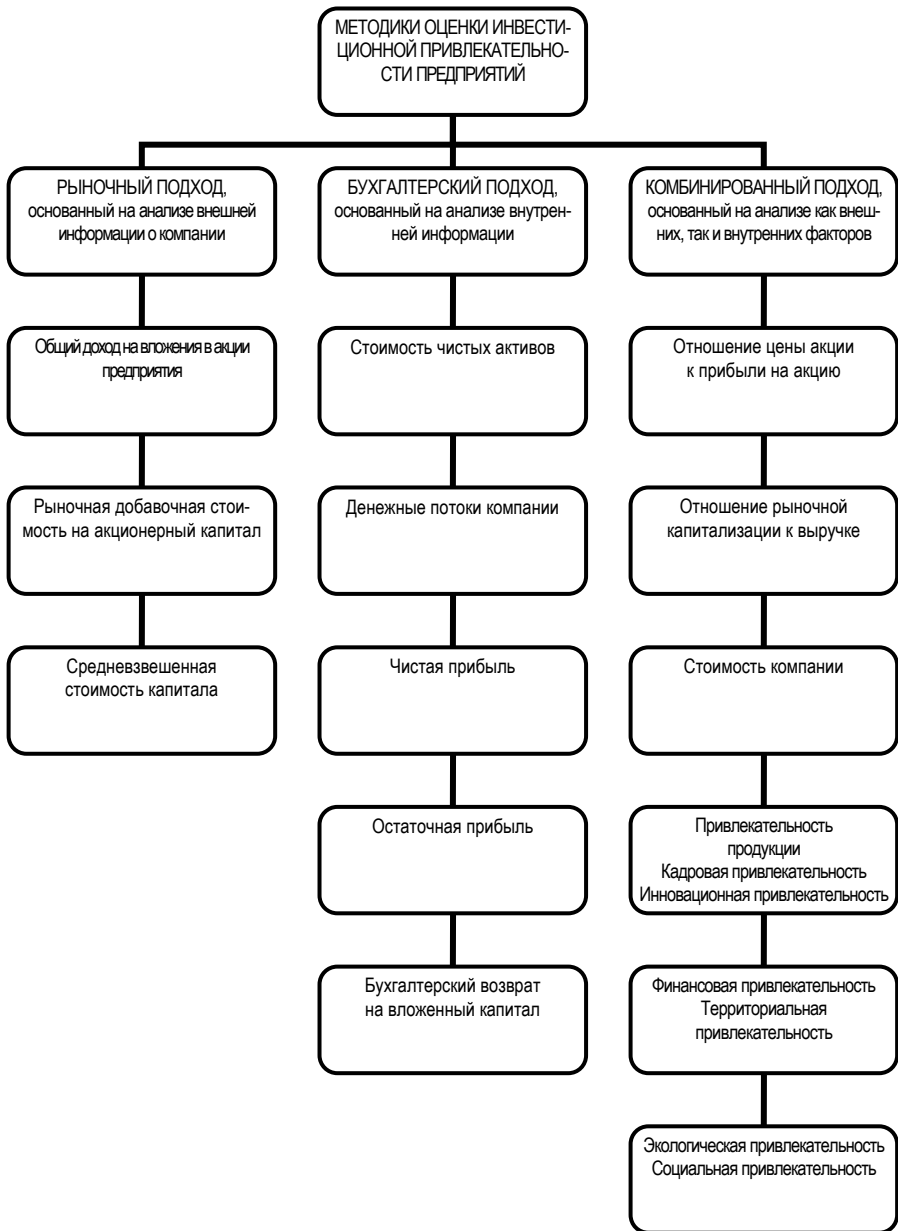 МЕТОДИКИ ОЦЕНКИ ИНВЕСТИ-
ЦИОННОЙ ПРИВЛЕКАТЕЛЬНО-
СТИ ПРЕДПРИЯТИЙ
РЫНОЧНЫЙ ПОДХОД,
основанный на анализе внешней
информации о компании
БУХГАЛТЕРСКИЙ ПОДХОД,
основанный на анализе внутрен-
ней информации
КОМБИНИРОВАННЫЙ ПОДХОД,
основанный на анализе как внеш-
них, так и внутренних факторов
Общий доход на вложения в акции
предприятия
Стоимость чистых активов
Отношение цены акции
к прибыли на акцию
Рыночная добавочная стои-
мость на акционерный капитал
Денежные потоки компании
Отношение рыночной
капитализации к выручке
Средневзвешенная
стоимость капитала
Чистая прибыль
Стоимость компании
Остаточная прибыль
Привлекательность
продукции
Кадровая привлекательность
Инновационная привлекательность
Бухгалтерский возврат
на вложенный капитал
Финансовая привлекательность
Территориальная
привлекательность
Экологическая привлекательность
Социальная привлекательность